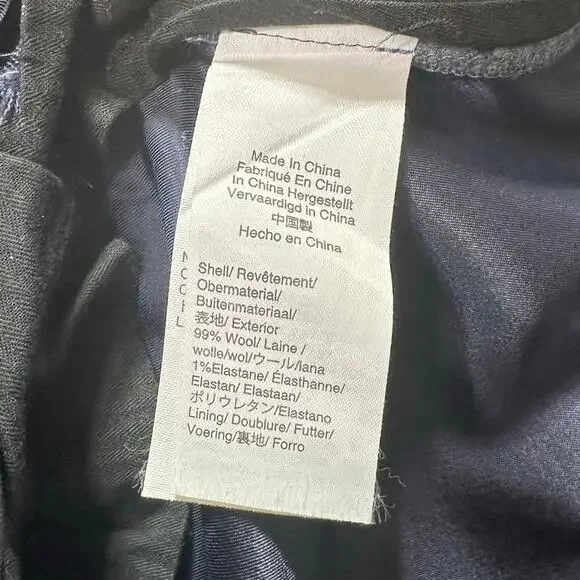 Made In China
Fabriqué En Chine
In China Hergestellt
Vervaardigd in China
中国製
Hecho en China
Shell/ Revêtement/
Obermaterial/
Buitenmateriaal/
表地/ Exterior
99% Wool/ Laine /
wolle/wol/ウール/lana
1%Elastane/ Élasthanne/
Elastan/ Elastaan/
ポリウレタン/Elastano
Lining/ Doublure/ Futter/
Voering/裏地/ Forro